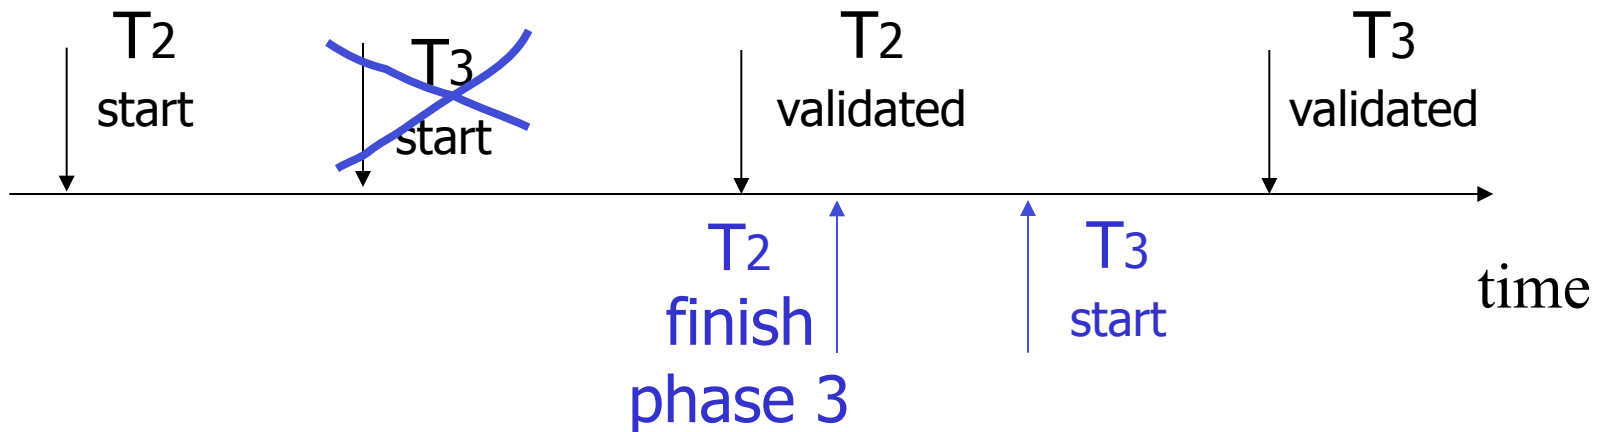 T2
start
T3
start
T2
validated
T3
validated
T2
finish
phase 3
T3
start
time